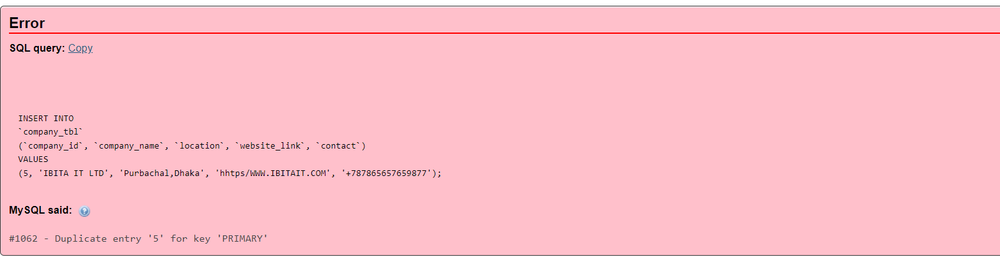 Error
SQL query: Copy
INSERT INTO
`company_tbl`
(`company_id`, `company_name`, `location`, `website_link`, `contact`)
VALUES
(5, 'IBITA IT LTD', 'Purbachal,Dhaka', 'hhtps/WWW.IBITAIT.COM', '+787865657659877');
MySQL said:
#1062 - Duplicate entry '5' for key 'PRIMARY'